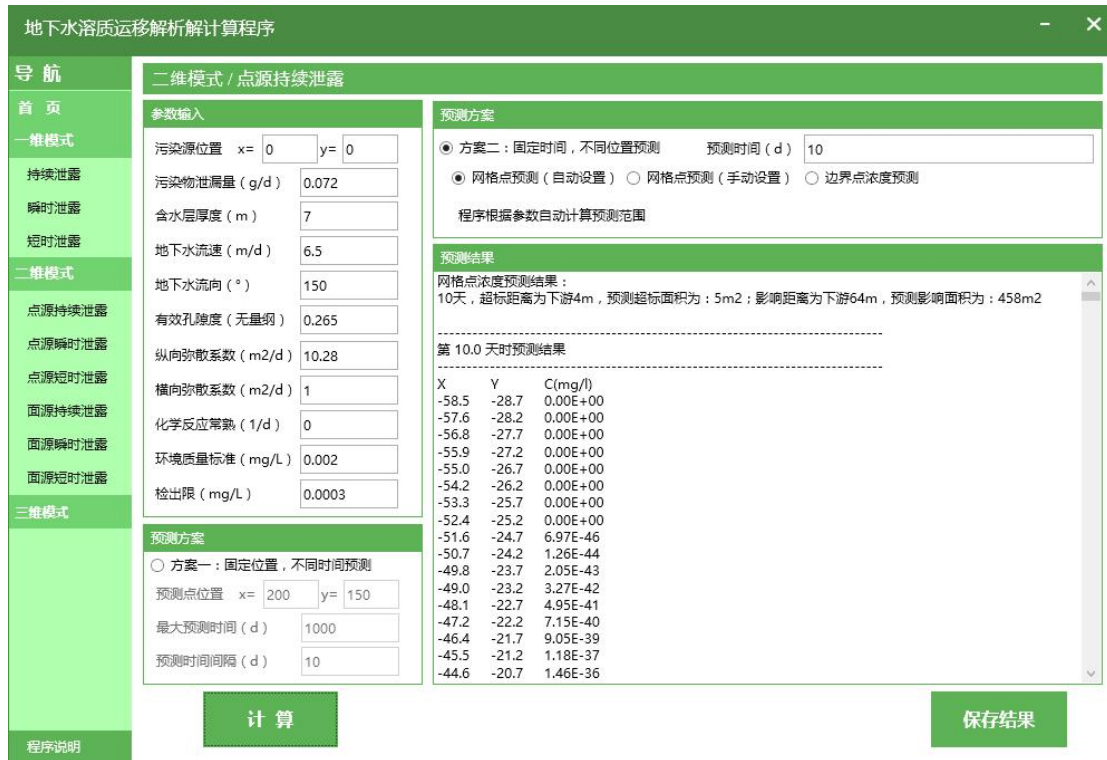 地下水溶质运移解析解计算程序
导 航
首 页
一维模式
持续泄露
瞬时泄露
短时泄露
二维模式
点源持续泄露
点源瞬时泄露
点源短时泄露
面源持续泄露
面源瞬时泄露
面源短时泄露
三维模式
程序说明
二维模式 / 点源持续泄露
参数输入
污染源位置 x= 0 y= 0
污染物泄漏量（g/d） 0.072
含水层厚度（m） 7
地下水流速（m/d） 6.5
地下水流向（°） 150
有效孔隙度（无量纲） 0.265
纵向弥散系数（m2/d） 10.28
横向弥散系数（m2/d） 1
化学反应常熟（1/d） 0
环境质量标准（mg/L） 0.002
检出限（mg/L） 0.0003
预测方案
方案一：固定位置，不同时间预测
预测点位置 x= 200 y= 150
最大预测时间（d） 1000
预测时间间隔（d） 10
计 算
预测方案
方案二：固定时间，不同位置预测 预测时间（d） 10
网格点预测（自动设置） 网格点预测（手动设置） 边界点浓度预测
程序根据参数自动计算预测范围
预测结果
网格点浓度预测结果：
10天，超标距离为下游4m，预测超标面积为：5m2；影响距离为下游64m，预测影响面积为：458m2
--------------------------------------------------------------------------------
第 10.0 天时预测结果
--------------------------------------------------------------------------------
X Y C(mg/l)
-58.5 -28.7 0.00E+00
-57.6 -28.2 0.00E+00
-56.8 -27.7 0.00E+00
-55.9 -27.2 0.00E+00
-55.0 -26.7 0.00E+00
-54.2 -26.2 0.00E+00
-53.3 -25.7 0.00E+00
-52.4 -25.2 0.00E+00
-51.6 -24.7 6.97E-46
-50.7 -24.2 1.26E-44
-49.8 -23.7 2.05E-43
-49.0 -23.2 3.27E-42
-48.1 -22.7 4.95E-41
-47.2 -22.2 7.15E-40
-46.4 -21.7 9.05E-39
-45.5 -21.2 1.18E-37
-44.6 -20.7 1.46E-36
保存结果